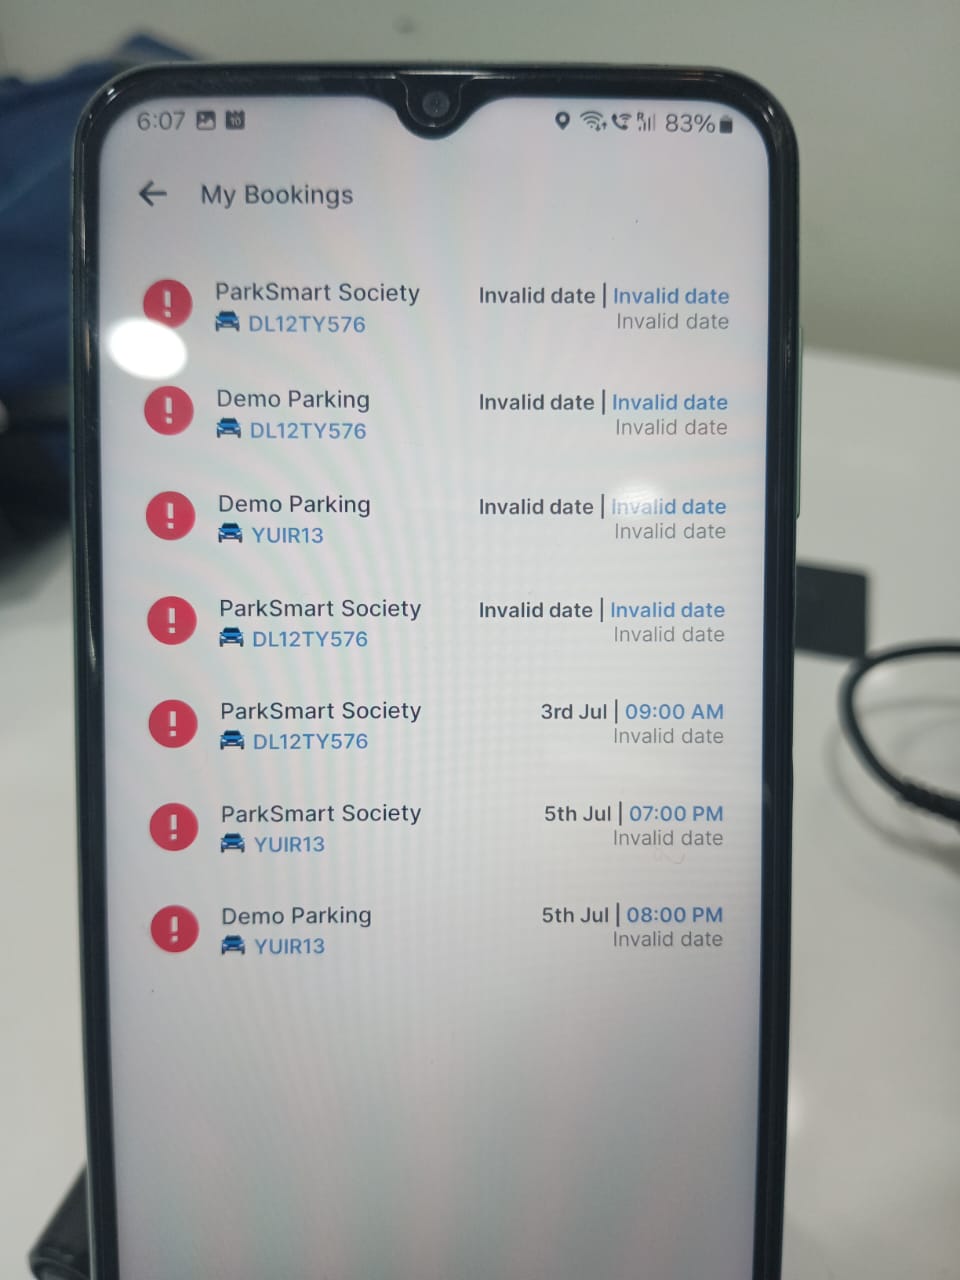 6:07 83%
My Bookings
ParkSmart Society Invalid date | Invalid date
DL12TY576 Invalid date
Demo Parking Invalid date | Invalid date
DL12TY576 Invalid date
Demo Parking Invalid date | Invalid date
YUIR13 Invalid date
ParkSmart Society Invalid date | Invalid date
DL12TY576 Invalid date
ParkSmart Society 3rd Jul | 09:00 AM
DL12TY576 Invalid date
ParkSmart Society 5th Jul | 07:00 PM
YUIR13 Invalid date
Demo Parking 5th Jul | 08:00 PM
YUIR13 Invalid date